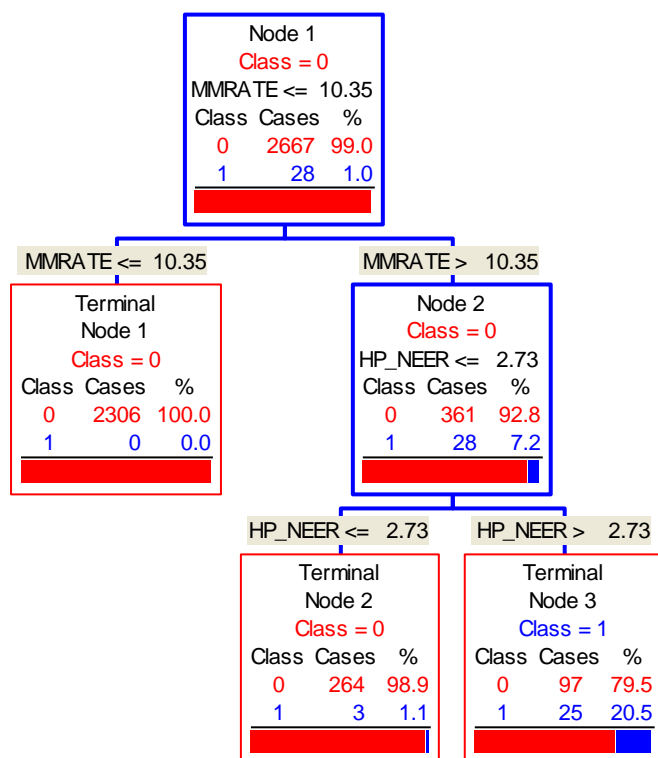 Node 1
Class = 0
MMRATE <= 10.35
Class Cases %
0 2667 99.0
1 28 1.0
MMRATE <= 10.35
MMRATE > 10.35
Terminal
Node 1
Class = 0
Class Cases %
0 2306 100.0
1 0 0.0
Node 2
Class = 0
HP_NEER <= 2.73
Class Cases %
0 361 92.8
1 28 7.2
HP_NEER <= 2.73
HP_NEER > 2.73
Terminal
Node 2
Class = 0
Class Cases %
0 264 98.9
1 3 1.1
Terminal
Node 3
Class = 1
Class Cases %
0 97 79.5
1 25 20.5